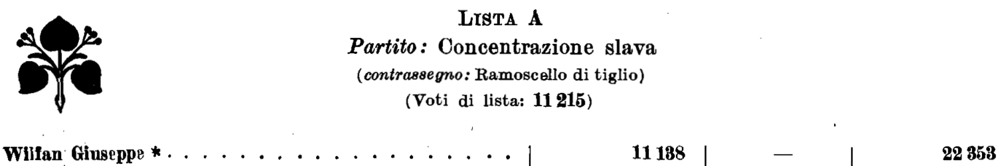 LISTA A
Partito: Concentrazione slava
(contrassegno: Ramoscello di tiglio)
(Voti di lista: 11 215)
Wilfan Giuseppe * . . . . . . . . . . . . . . . . . . . . . | 11 138 | — | 22 353